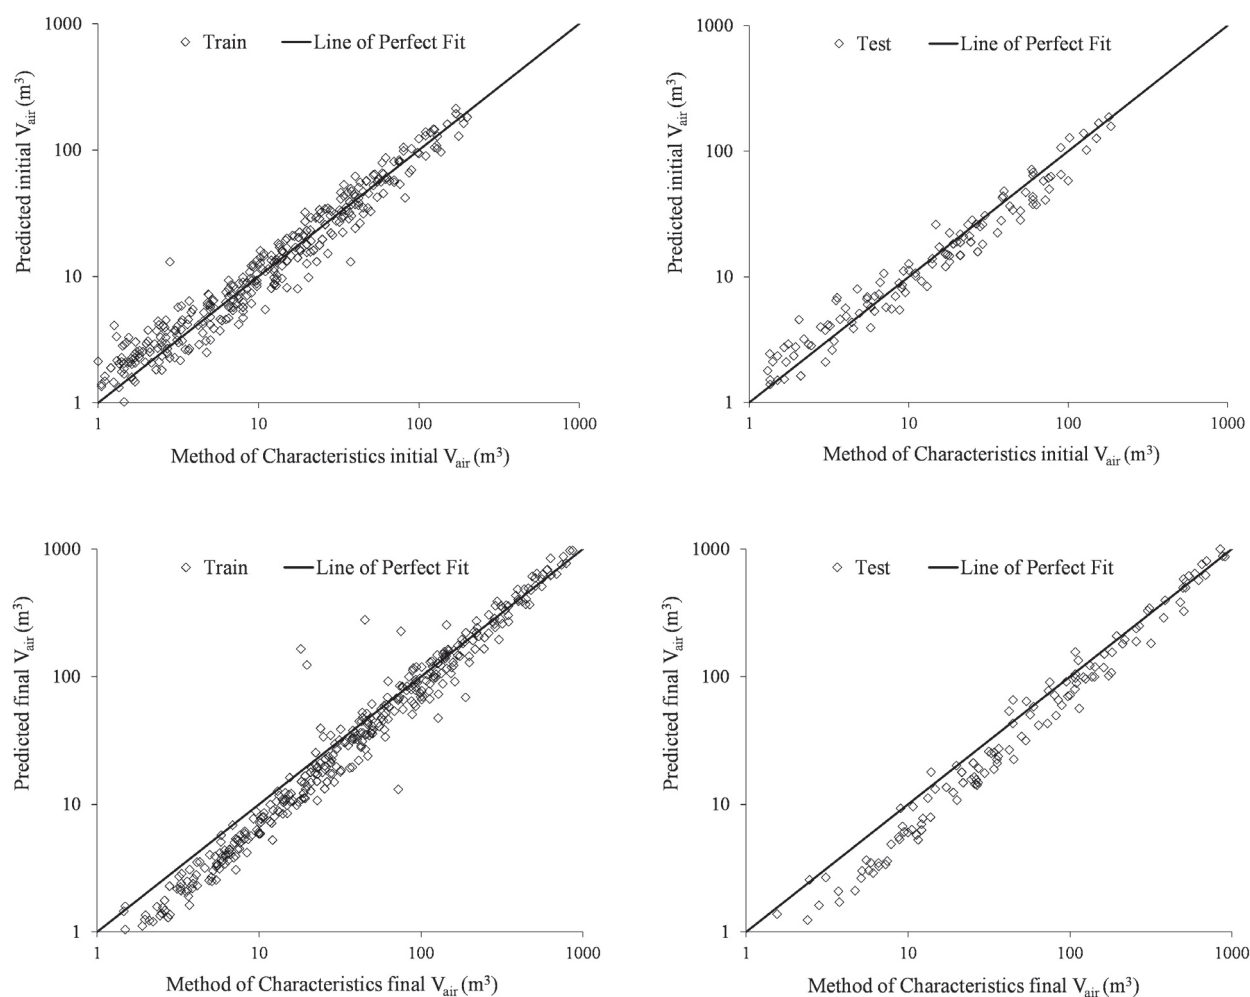 1000
100
10
1
1
10
100
1000
Predicted initial Vair (m³)
Train
Line of Perfect Fit
Method of Characteristics initial Vair (m³)
1000
100
10
1
1
10
100
1000
Predicted initial Vair (m³)
Test
Line of Perfect Fit
Method of Characteristics initial Vair (m³)
1000
100
10
1
1
10
100
1000
Predicted final Vair (m³)
Train
Line of Perfect Fit
Method of Characteristics final Vair (m³)
1000
100
10
1
1
10
100
1000
Predicted final Vair (m³)
Test
Line of Perfect Fit
Method of Characteristics final Vair (m³)